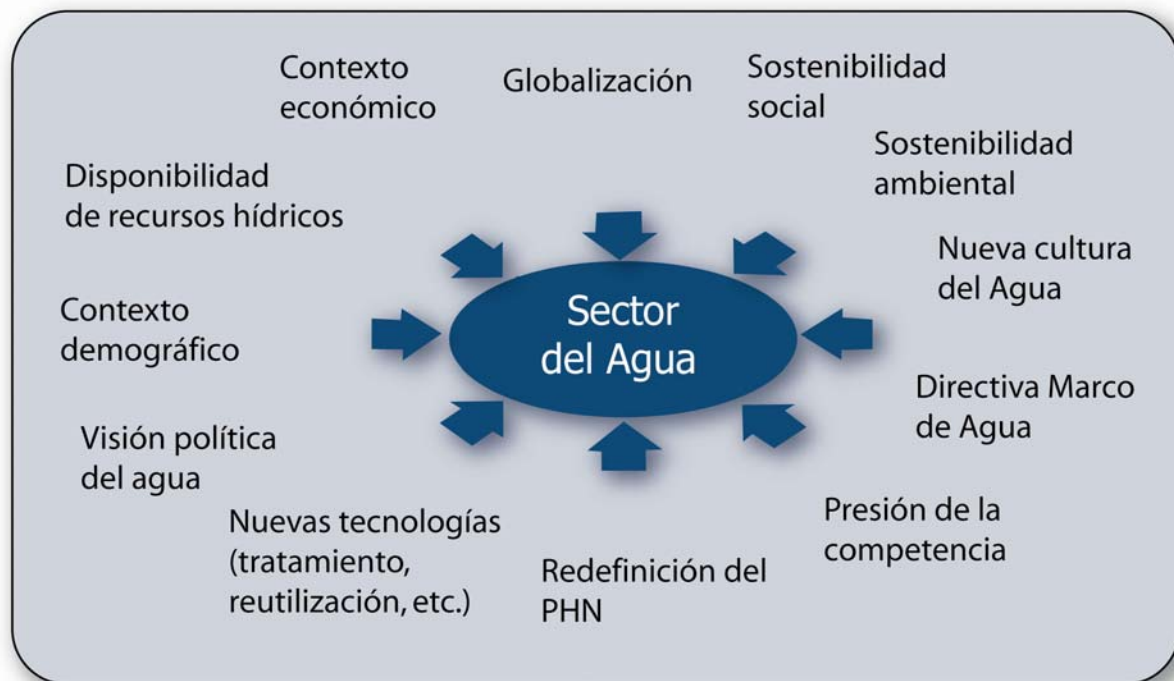 Contexto
económico
Globalización
Sostenibilidad
social
Sostenibilidad
ambiental
Disponibilidad
de recursos hídricos
Nueva cultura
del Agua
Contexto
demográfico
Sector
del Agua
Directiva Marco
de Agua
Visión política
del agua
Nuevas tecnologías
(tratamiento,
reutilización, etc.)
Redefinición del
PHN
Presión de la
competencia